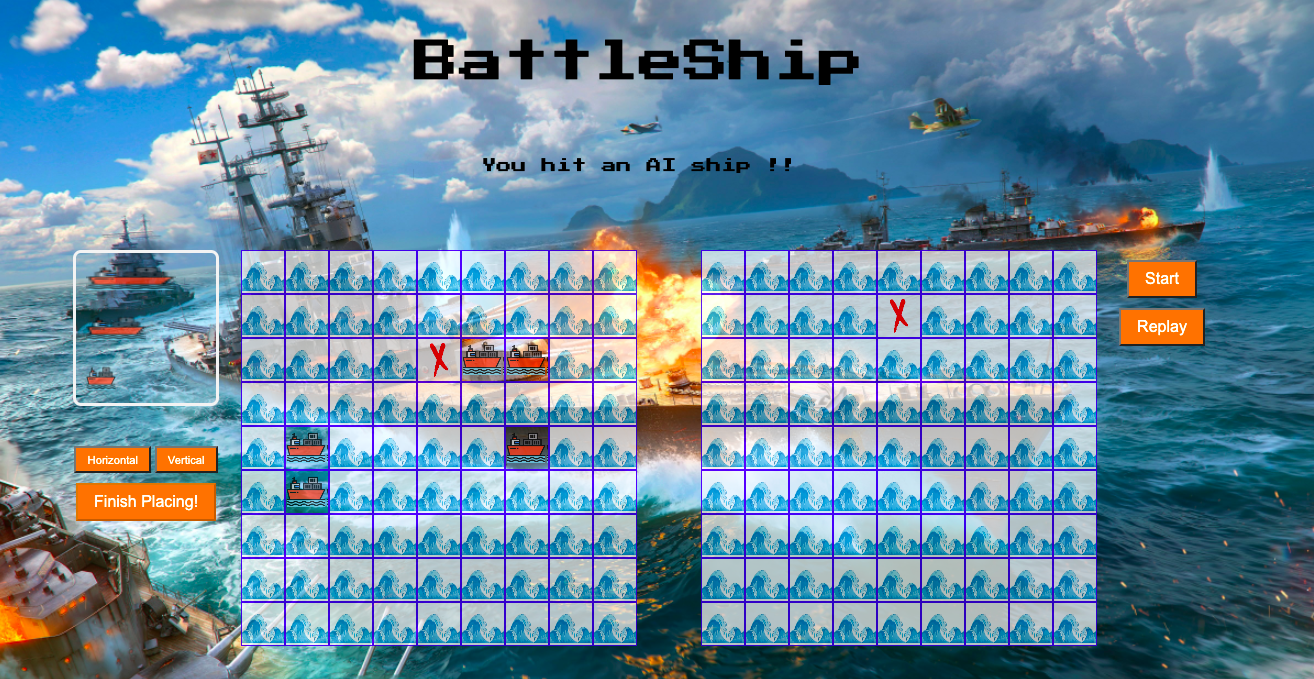 BattleShip
You hit an AI ship !!
Start
Replay
Horizontal
Vertical
Finish Placing!